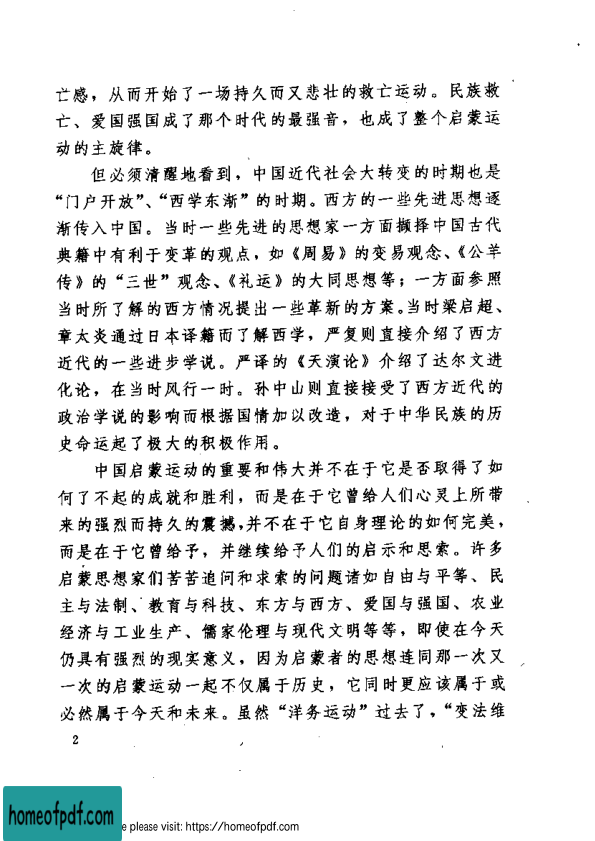 亡感，从而开始了一场持久而又悲壮的救亡运动。民族救
亡、爱国强国成了那个时代的最强音，也成了整个启蒙运
动的主旋律。
但必须清醒地看到，中国近代社会大转变的时期也是
“门户开放”、“西学东渐”的时期。西方的一些先进思想逐
渐传入中国。当时一些先进的思想家一方面撷择中国古代
典籍中有利于变革的观点，如《周易》的变易观念、《公羊
传》的“三世”观念、《礼运》的大同思想等；一方面参照
当时所了解的西方情况提出一些革新的方案。当时梁启超、
章太炎通过日本译籍而了解西学，严复则直接介绍了西方
近代的一些进步学说。严译的《天演论》介绍了达尔文进
化论，在当时风行一时。孙中山则直接接受了西方近代的
政治学说的影响而根据国情加以改造，对于中华民族的历
史命运起了极大的积极作用。
中国启蒙运动的重要和伟大并不在于它是否取得了如
何了不起的成就和胜利，而是在于它曾给人们心灵上所带
来的强烈而持久的震撼，并不在于它自身理论的如何完美，
而是在于它曾给予，并继续给予人们的启示和思索。许多
启蒙思想家们苦苦追问和求索的问题诸如自由与平等、民
主与法制、教育与科技、东方与西方、爱国与强国、农业
经济与工业生产、儒家伦理与现代文明等等，即使在今天
仍具有强烈的现实意义，因为启蒙者的思想连同那一次又
一次的启蒙运动一起不仅属于历史，它同时更应该属于或
必然属于今天和未来。虽然“洋务运动”过去了，“变法维
2
homeofpdf.com
e please visit: https://homeofpdf.com